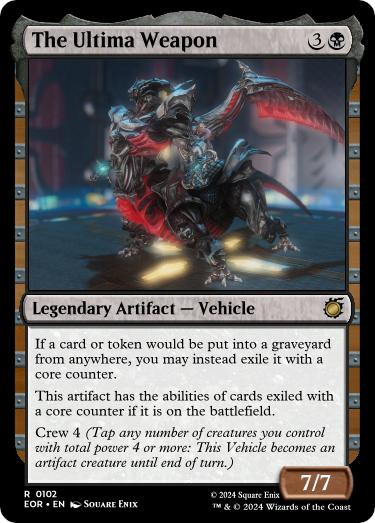 The Ultima Weapon 3
Legendary Artifact — Vehicle
If a card or token would be put into a graveyard
from anywhere, you may instead exile it with a
core counter.
This artifact has the abilities of cards exiled with
a core counter if it is on the battlefield.
Crew 4 (Tap any number of creatures you control
with total power 4 or more: This Vehicle becomes an
artifact creature until end of turn.)
7/7
R 0102
EOR • EN Square Enix
© 2024 Square Enix
™ & © 2024 Wizards of the Coast